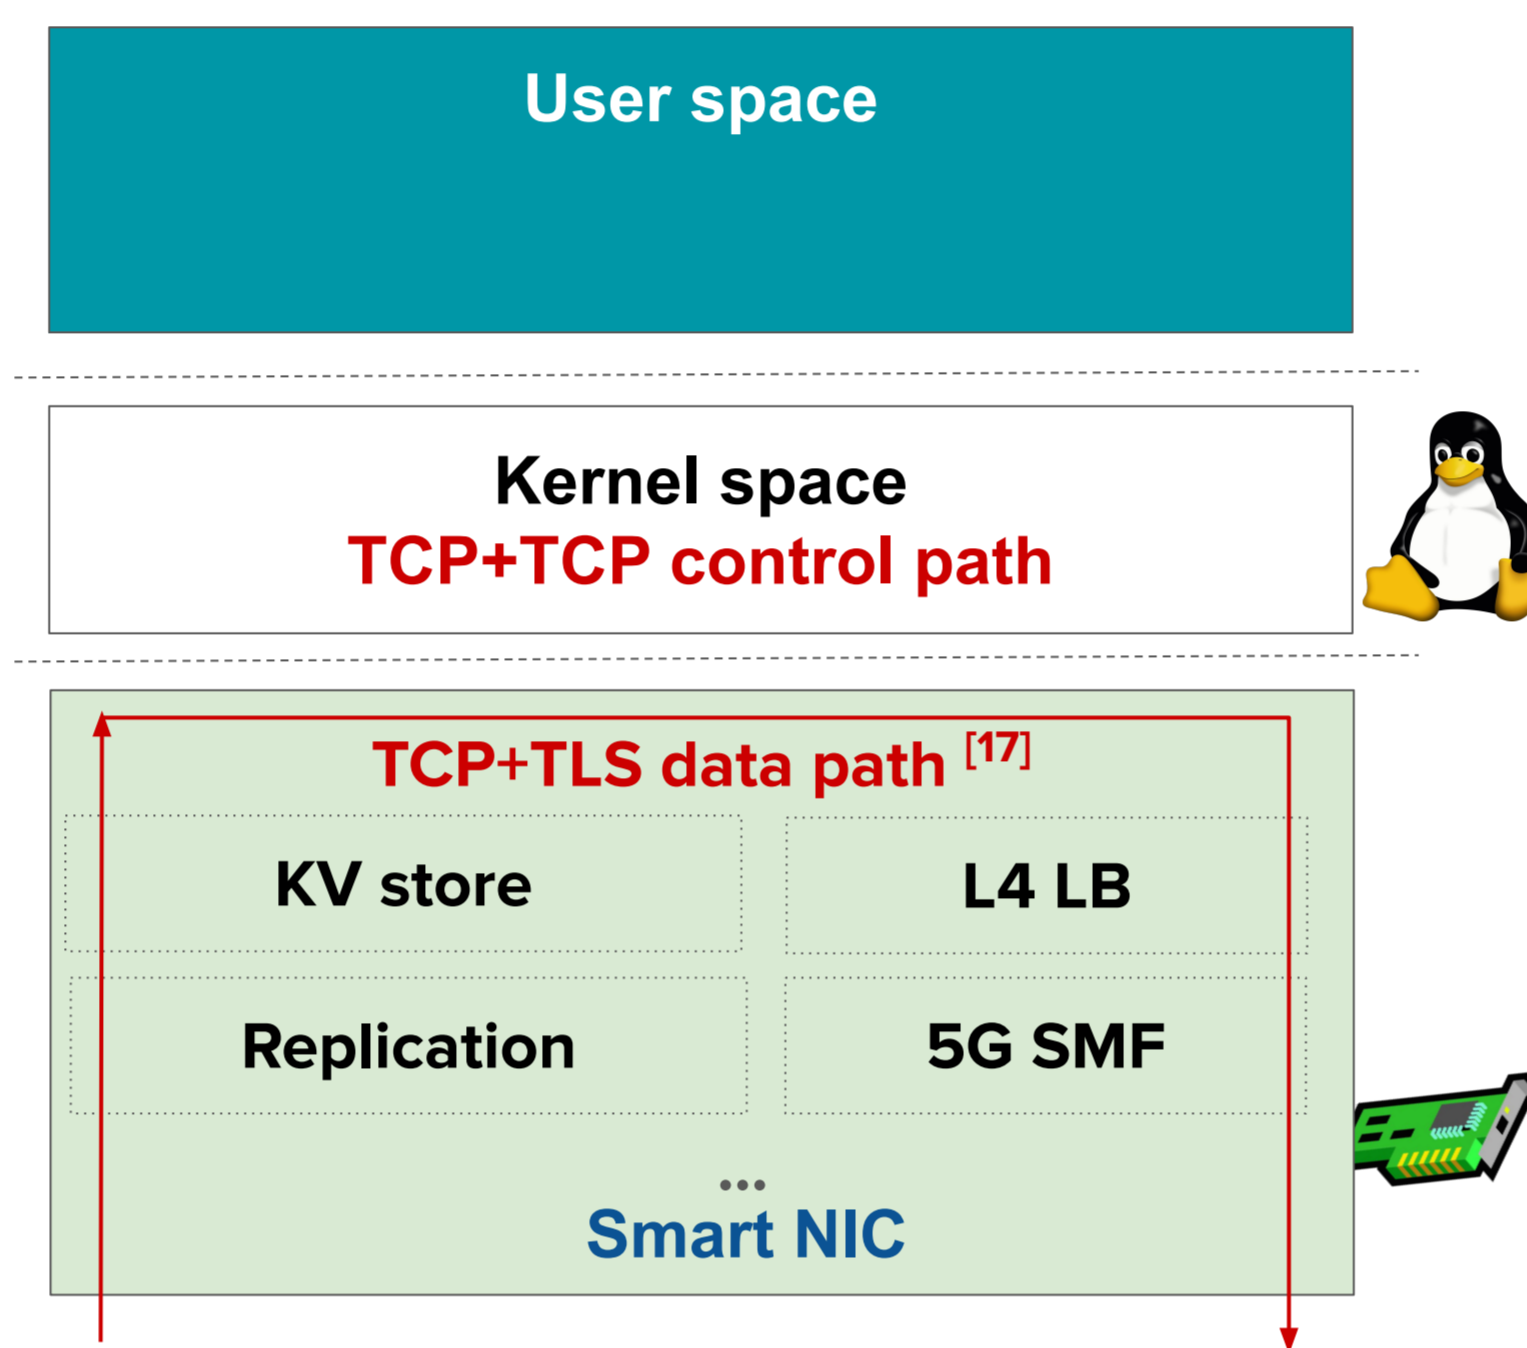 User space
Kernel space
TCP+TCP control path
TCP+TLS data path [17]
KV store
L4 LB
Replication
5G SMF
...
Smart NIC